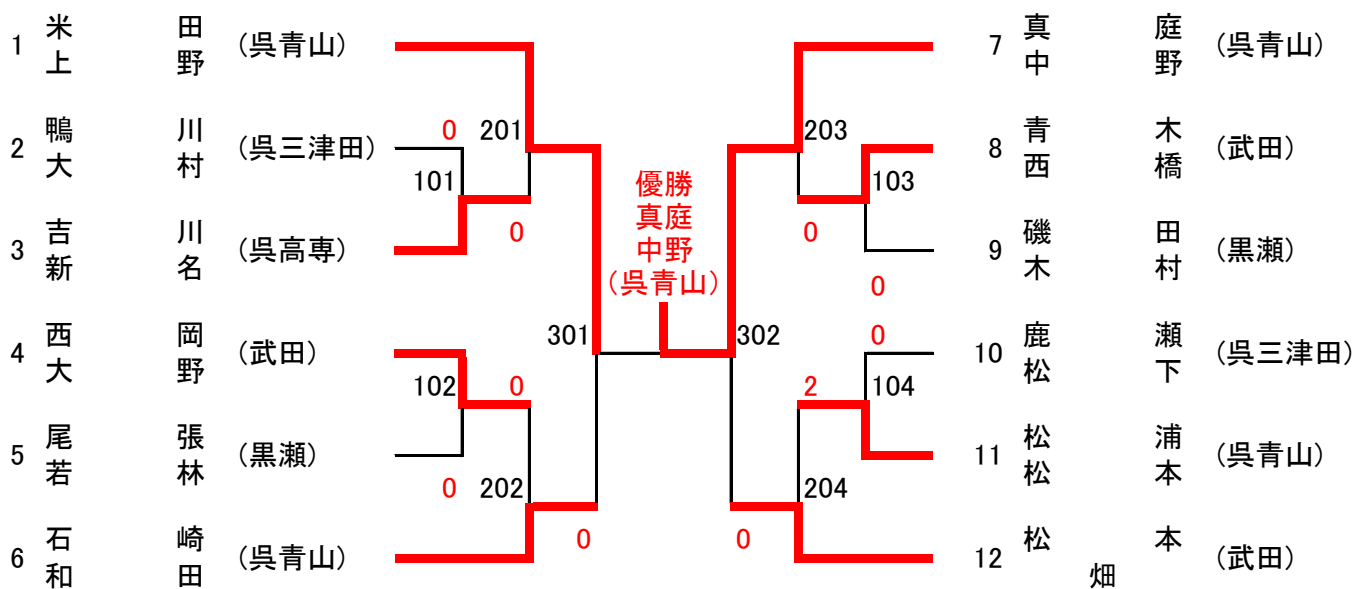 1 米田 上野 (呉青山)
2 鴨川 大村 (呉三津田)
3 吉川 新名 (呉高専)
4 西岡 大野 (武田)
5 尾張 若林 (黒瀬)
6 石崎 和田 (呉青山)
0 201
101
0
301
102 0
0 202
0
優勝
真庭
中野
(呉青山)
203
103
0
0
302
0
2 104
204
0
7 真庭 中野 (呉青山)
8 青木 西橋 (武田)
9 磯田 木村 (黒瀬)
10 鹿瀬 松下 (呉三津田)
11 松浦 松本 (呉青山)
12 松本 畑 (武田)